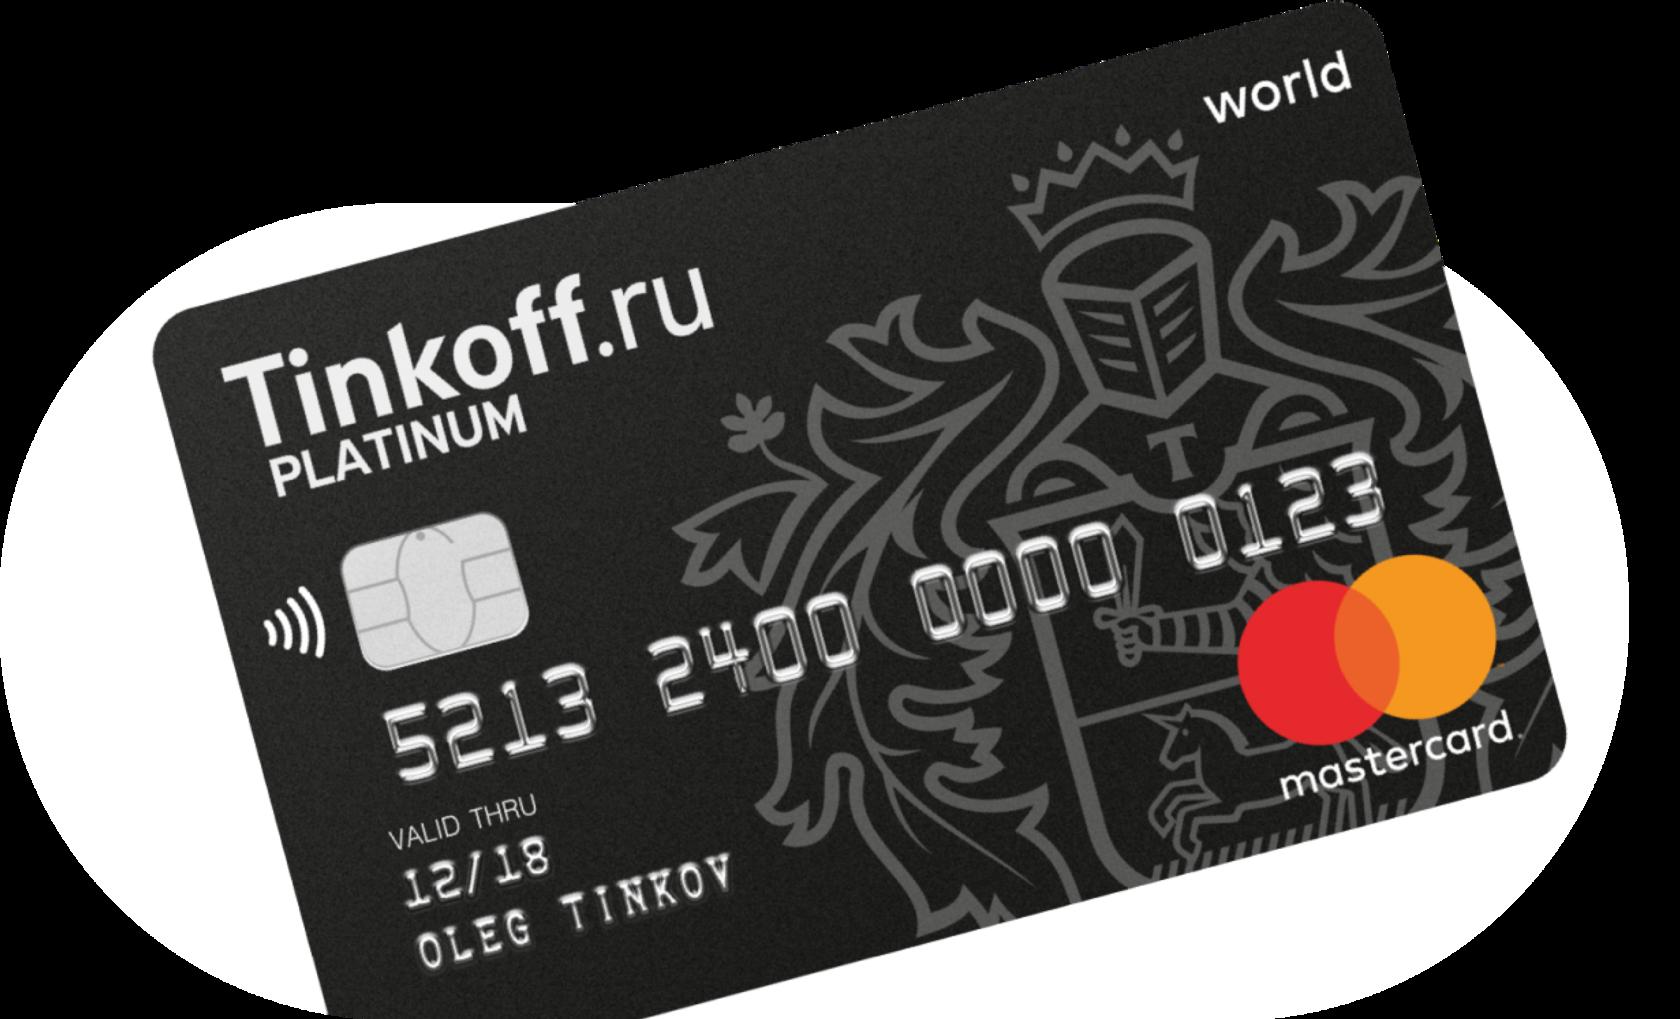 world
Tinkoff.ru
PLATINUM
T
5213 2400 0000 0123
mastercard.
VALID THRU
12/18
OLEG TINKOV